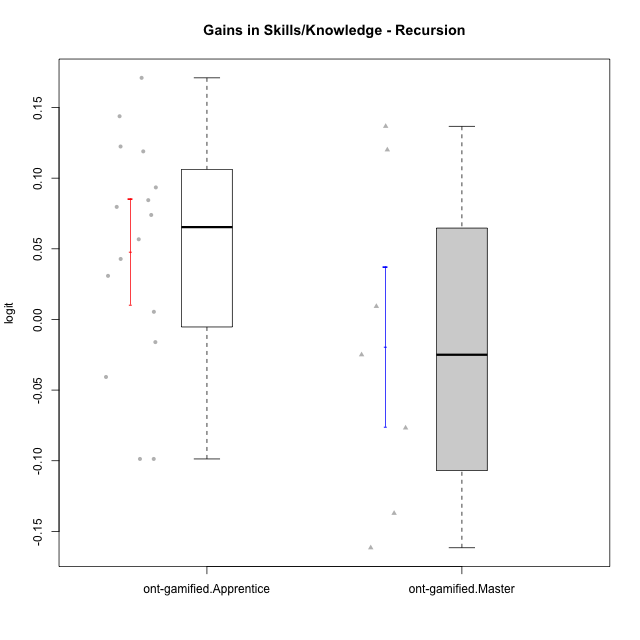 Gains in Skills/Knowledge - Recursion
logit
0.15
0.10
0.05
0.00
-0.05
-0.10
-0.15
ont-gamified.Apprentice
ont-gamified.Master